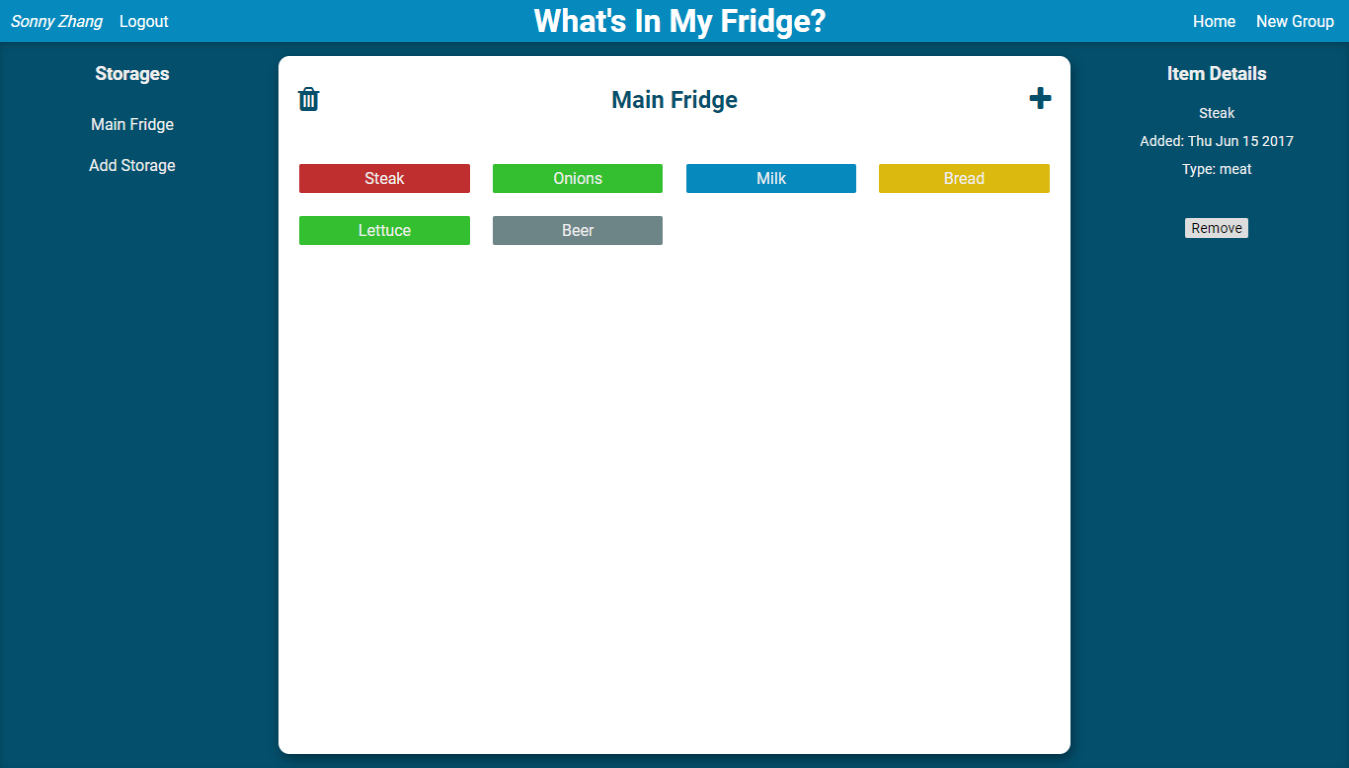 Sonny Zhang Logout What's In My Fridge? Home New Group
Storages
Main Fridge
Add Storage
Main Fridge
Steak Onions Milk Bread
Lettuce Beer
Item Details
Steak
Added: Thu Jun 15 2017
Type: meat
Remove